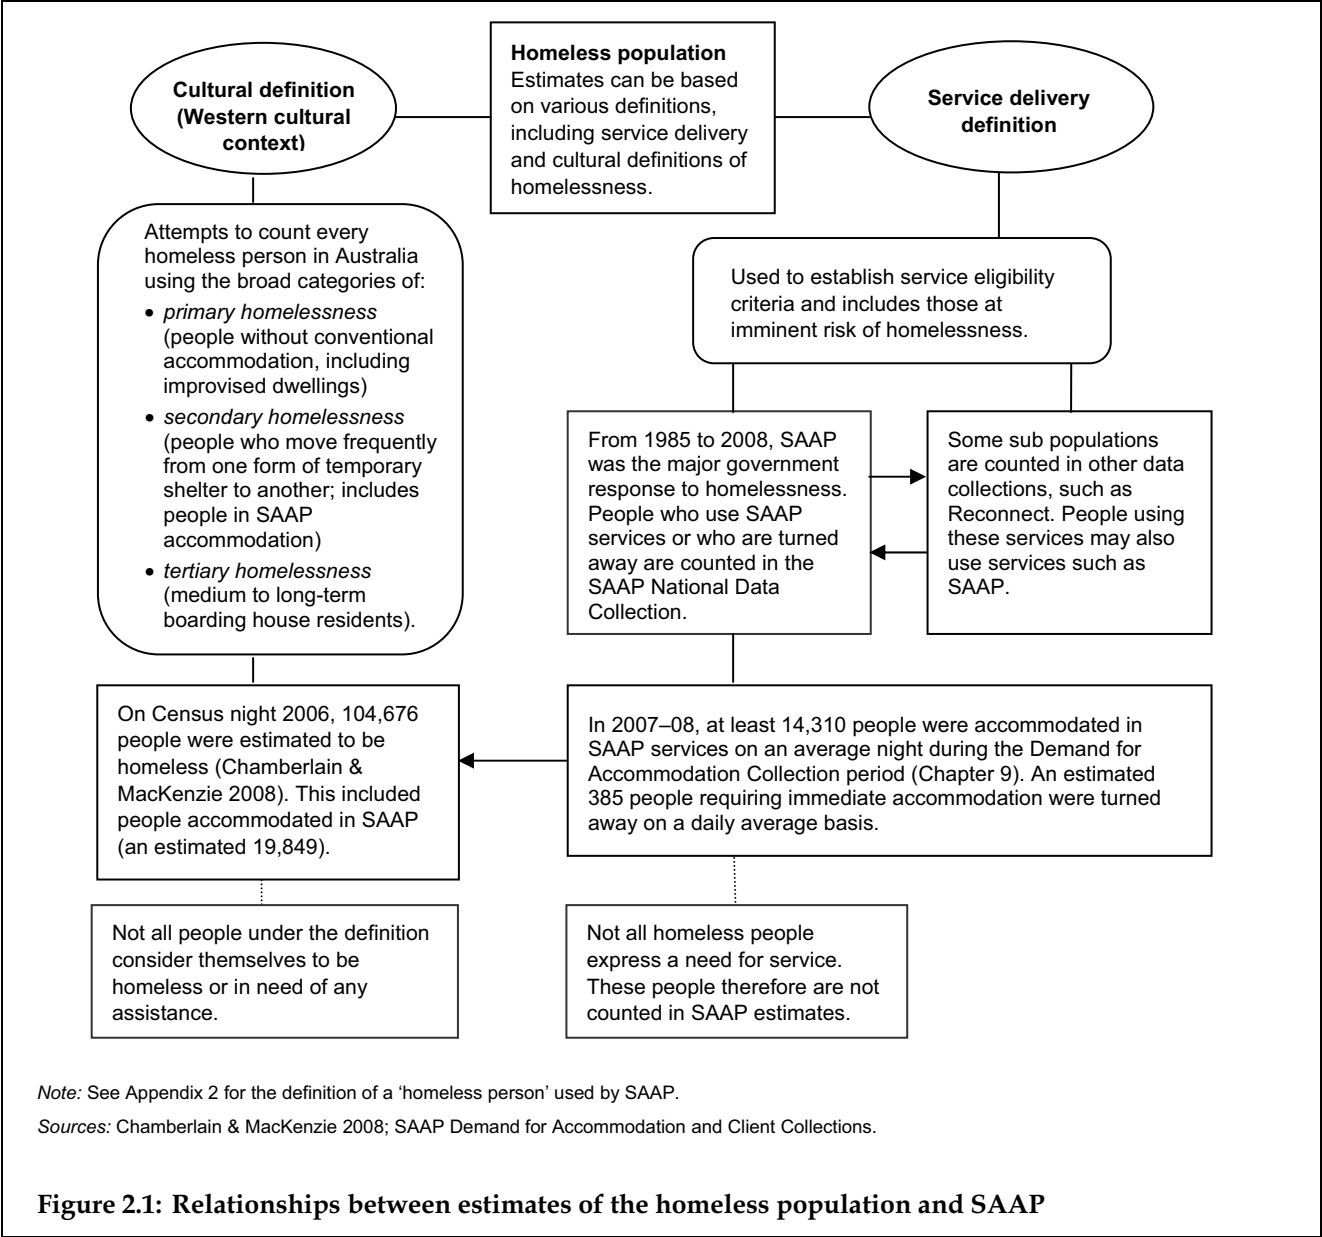 Homeless population
Estimates can be based
on various definitions,
including service delivery
and cultural definitions of
homelessness.
Cultural definition
(Western cultural
context)
Service delivery
definition
Attempts to count every
homeless person in Australia
using the broad categories of:
• primary homelessness
(people without conventional
accommodation, including
improvised dwellings)
• secondary homelessness
(people who move frequently
from one form of temporary
shelter to another; includes
people in SAAP
accommodation)
• tertiary homelessness
(medium to long-term
boarding house residents).
Used to establish service eligibility
criteria and includes those at
imminent risk of homelessness.
From 1985 to 2008, SAAP
was the major government
response to homelessness.
People who use SAAP
services or who are turned
away are counted in the
SAAP National Data
Collection.
Some sub populations
are counted in other data
collections, such as
Reconnect. People using
these services may also
use services such as
SAAP.
On Census night 2006, 104,676
people were estimated to be
homeless (Chamberlain &
MacKenzie 2008). This included
people accommodated in SAAP
(an estimated 19,849).
In 2007–08, at least 14,310 people were accommodated in
SAAP services on an average night during the Demand for
Accommodation Collection period (Chapter 9). An estimated
385 people requiring immediate accommodation were turned
away on a daily average basis.
Not all people under the definition
consider themselves to be
homeless or in need of any
assistance.
Not all homeless people
express a need for service.
These people therefore are not
counted in SAAP estimates.
Note: See Appendix 2 for the definition of a ‘homeless person’ used by SAAP.
Sources: Chamberlain & MacKenzie 2008; SAAP Demand for Accommodation and Client Collections.
Figure 2.1: Relationships between estimates of the homeless population and SAAP